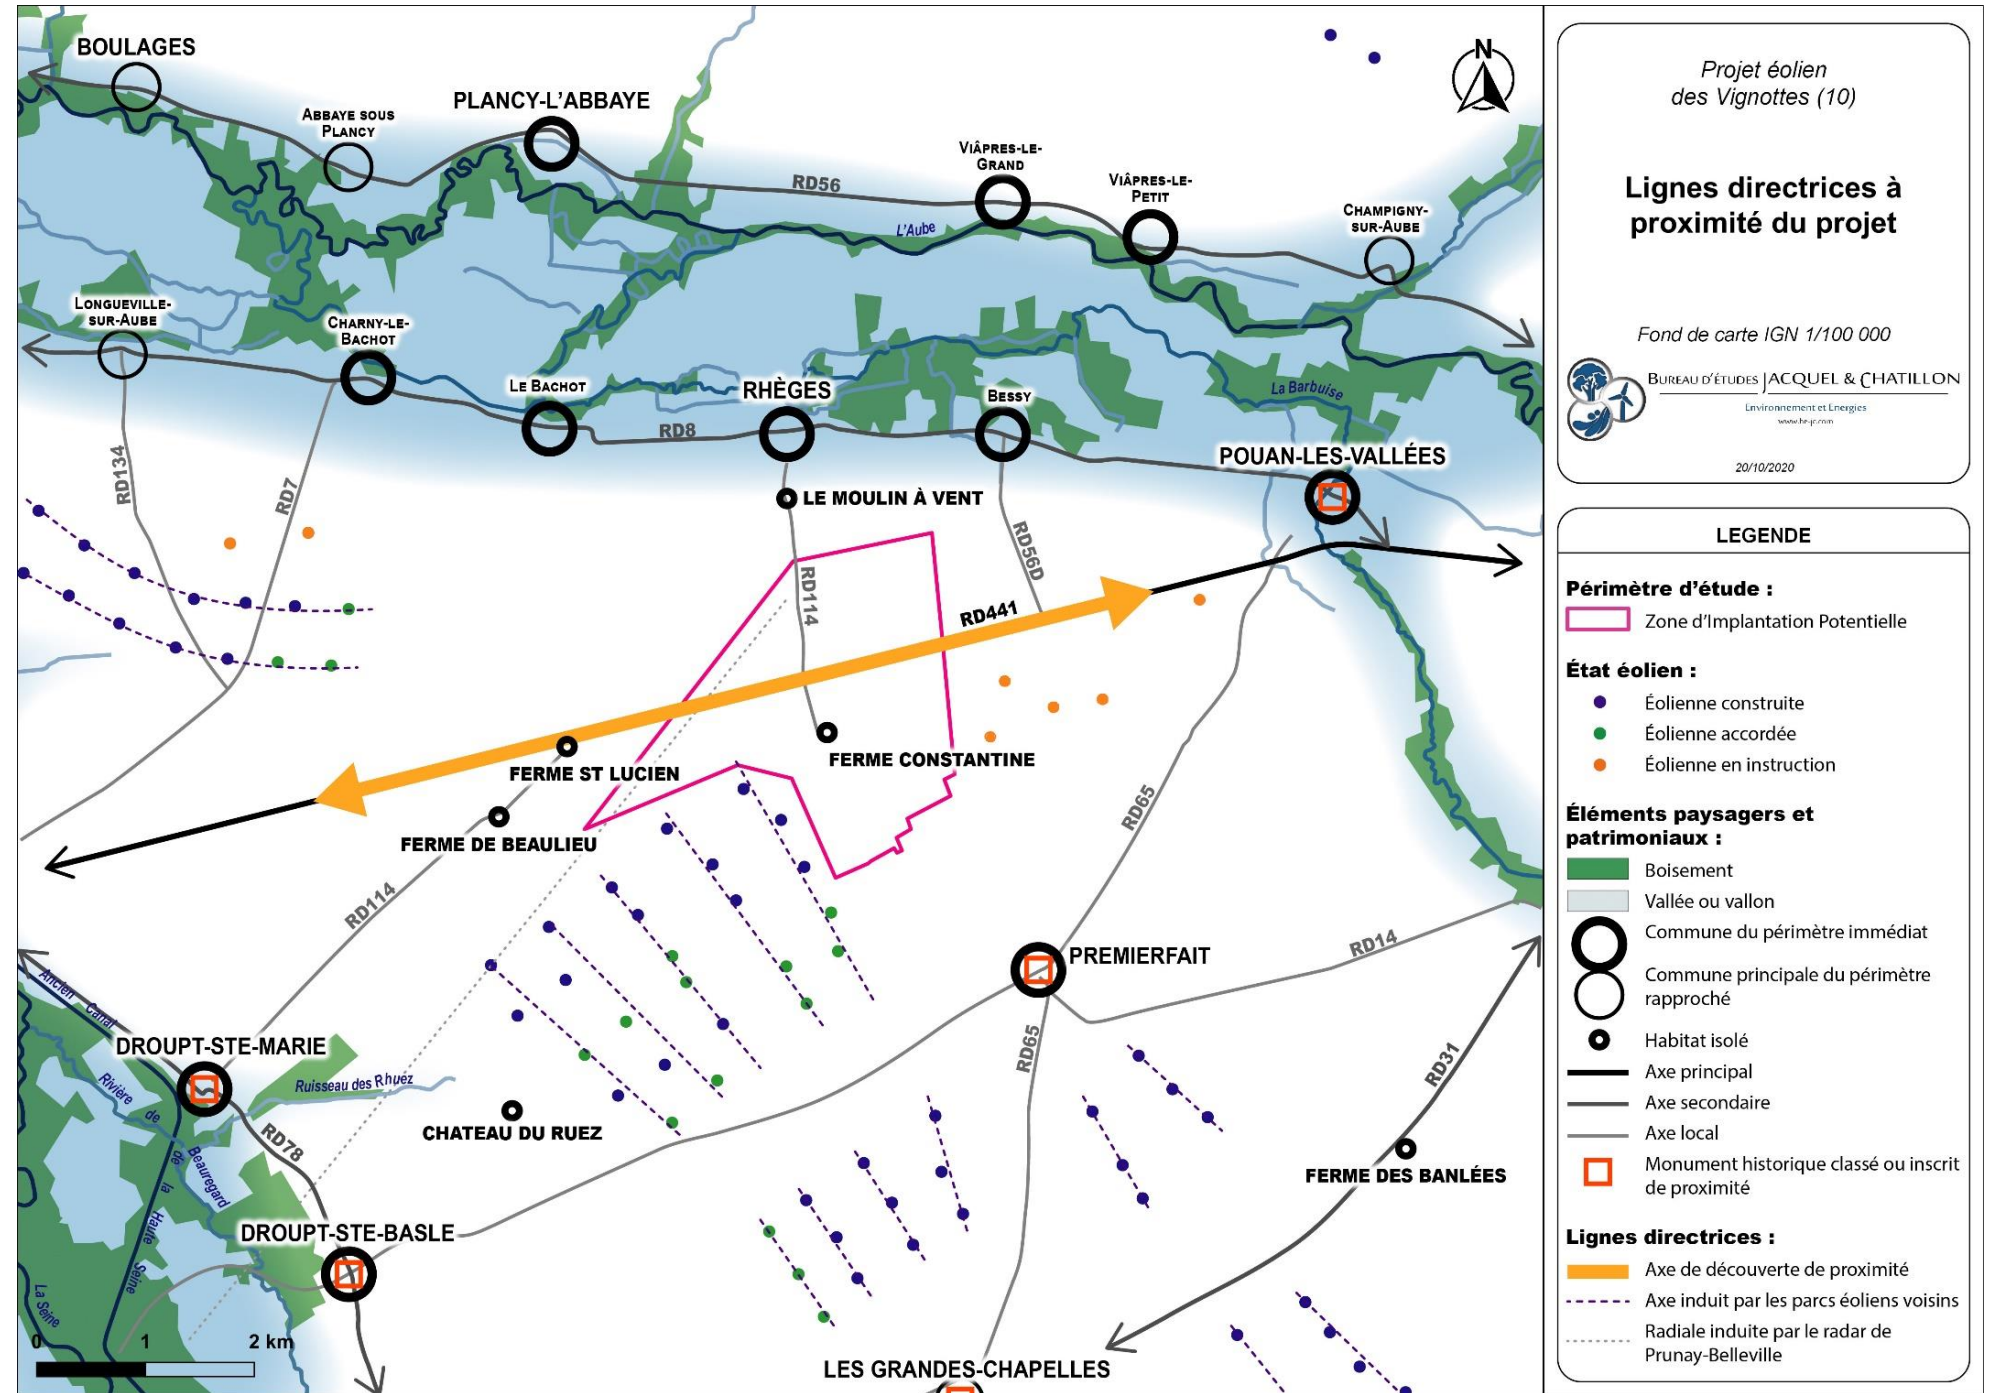 BOULAGES
ABBAYE SOUS
PLANCY
PLANCY-L'ABBAYE
RD56
VIÂPRES-LE-
GRAND
VIÂPRES-LE-
PETIT
CHAMPIGNY-
SUR-AUBE
N
L'Aube
LONGUEVILLE-
SUR-AUBE
CHARNY-LE-
BACHOT
LE BACHOT
RHÈGES
BESSY
La Barbuise
RD8
POUAN-LES-VALLÉES
RD134
RD7
LE MOULIN À VENT
RD56D
RD114
RD441
FERME ST LUCIEN
FERME CONSTANTINE
FERME DE BEAULIEU
RD65
RD114
PREMIERFAIT
RD14
Ancien Canal
DROUPT-STE-MARIE
Rivière de Beauregard
Ruisseau des Rhuez
RD65
RD31
CHATEAU DU RUEZ
RD78
FERME DES BANLÉES
de la Haute Seine
DROUPT-STE-BASLE
La Seine
0 1 2 km
LES GRANDES-CHAPELLES
Projet éolien
des Vignottes (10)
Lignes directrices à
proximité du projet
Fond de carte IGN 1/100 000
BUREAU D'ÉTUDES JACQUEL & CHATILLON
Environnement et Energies
www.be-jc.com
20/10/2020
LEGENDE
Périmètre d'étude :
Zone d'Implantation Potentielle
État éolien :
Éolienne construite
Éolienne accordée
Éolienne en instruction
Éléments paysagers et
patrimoniaux :
Boisement
Vallée ou vallon
Commune du périmètre immédiat
Commune principale du périmètre
rapproché
Habitat isolé
Axe principal
Axe secondaire
Axe local
Monument historique classé ou inscrit
de proximité
Lignes directrices :
Axe de découverte de proximité
Axe induit par les parcs éoliens voisins
Radiale induite par le radar de
Prunay-Belleville